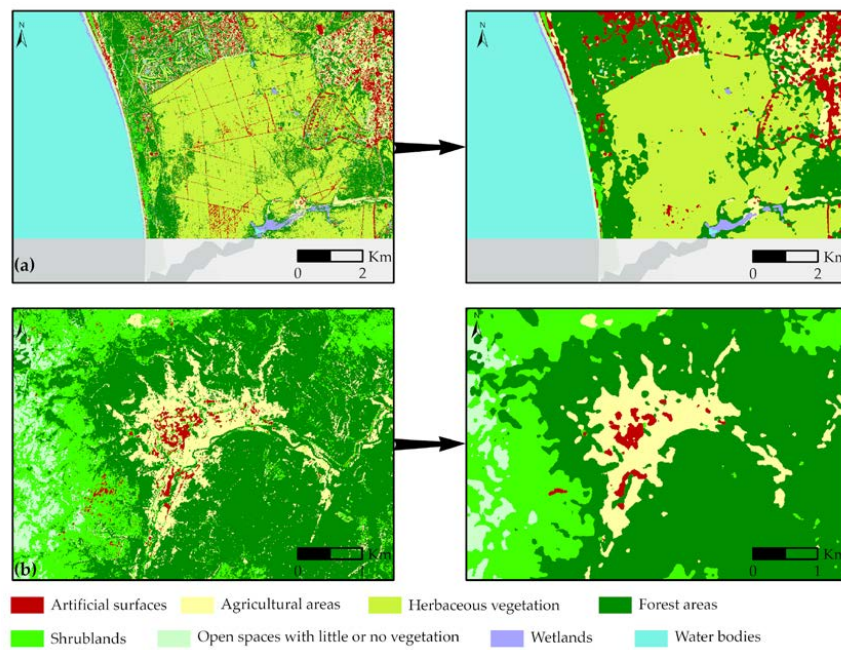 N
N
Km
Km
(a)
0 2
0 2
Km
Km
(b)
0 1
0 1
Artificial surfaces Agricultural areas Herbaceous vegetation Forest areas
Shrublands Open spaces with little or no vegetation Wetlands Water bodies